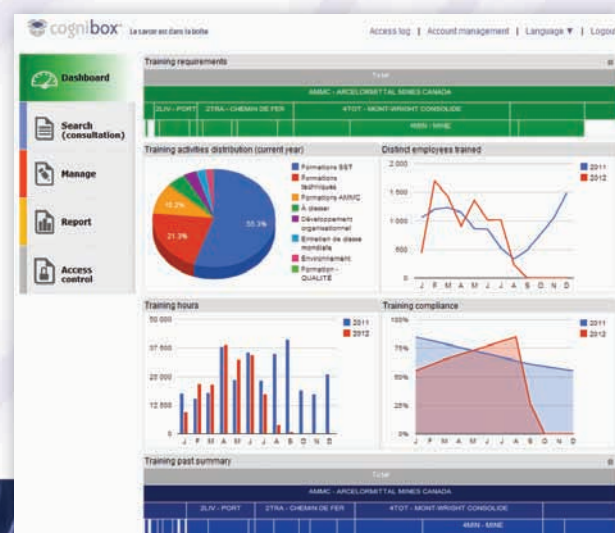 cognibox Le savoir est dans la boîte
Access log | Account management | Language ▼ | Logout
Dashboard
Search
(consultation)
Manage
Report
Access
control
Training requirements
Total
AMMC - ARCELORMITTAL MINES CANADA
2LIV - PORT 2TRA - CHEMIN DE FER 4TOT - MONT-WRIGHT CONSOLIDE
4MIN - MINE
Training activities distribution (current year)
55.3%
21.3%
10.2%
Formations SST
Formations
techniques
Formations AMMC
À classer
Développement
organisationnel
Entretien de classe
mondiale
Environnement
Formation -
QUALITÉ
Distinct employees trained
2 000
1 500
1 000
500
0
J F M A M J J A S O N D
2011
2012
Training hours
50 000
37 500
25 000
12 500
0
J F M A M J J A S O N D
2011
2012
Training compliance
100%
75%
50%
25%
0%
J F M A M J J A S O N D
2011
2012
Training past summary
Total
AMMC - ARCELORMITTAL MINES CANADA
2LIV - PORT 2TRA - CHEMIN DE FER 4TOT - MONT-WRIGHT CONSOLIDE
4MIN - MINE